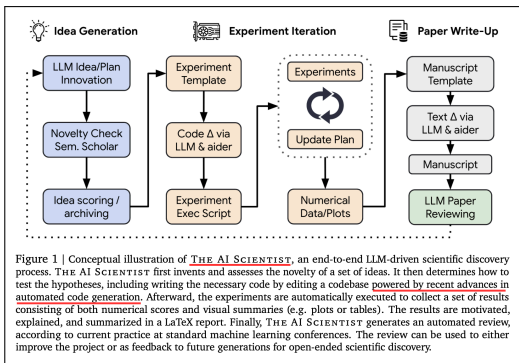 Idea Generation
Experiment Iteration
Paper Write-Up
LLM Idea/Plan
Innovation
Novelty Check
Sem. Scholar
Idea scoring /
archiving
Experiment
Template
Code Δ via
LLM & aider
Experiment
Exec Script
Experiments
Update Plan
Numerical
Data/Plots
Manuscript
Template
Text Δ via
LLM & aider
Manuscript
LLM Paper
Reviewing
Figure 1 | Conceptual illustration of THE AI SCIENTIST, an end-to-end LLM-driven scientific discovery
process. THE AI SCIENTIST first invents and assesses the novelty of a set of ideas. It then determines how to
test the hypotheses, including writing the necessary code by editing a codebase powered by recent advances in
automated code generation. Afterward, the experiments are automatically executed to collect a set of results
consisting of both numerical scores and visual summaries (e.g. plots or tables). The results are motivated,
explained, and summarized in a LaTeX report. Finally, THE AI SCIENTIST generates an automated review,
according to current practice at standard machine learning conferences. The review can be used to either
improve the project or as feedback to future generations for open-ended scientific discovery.